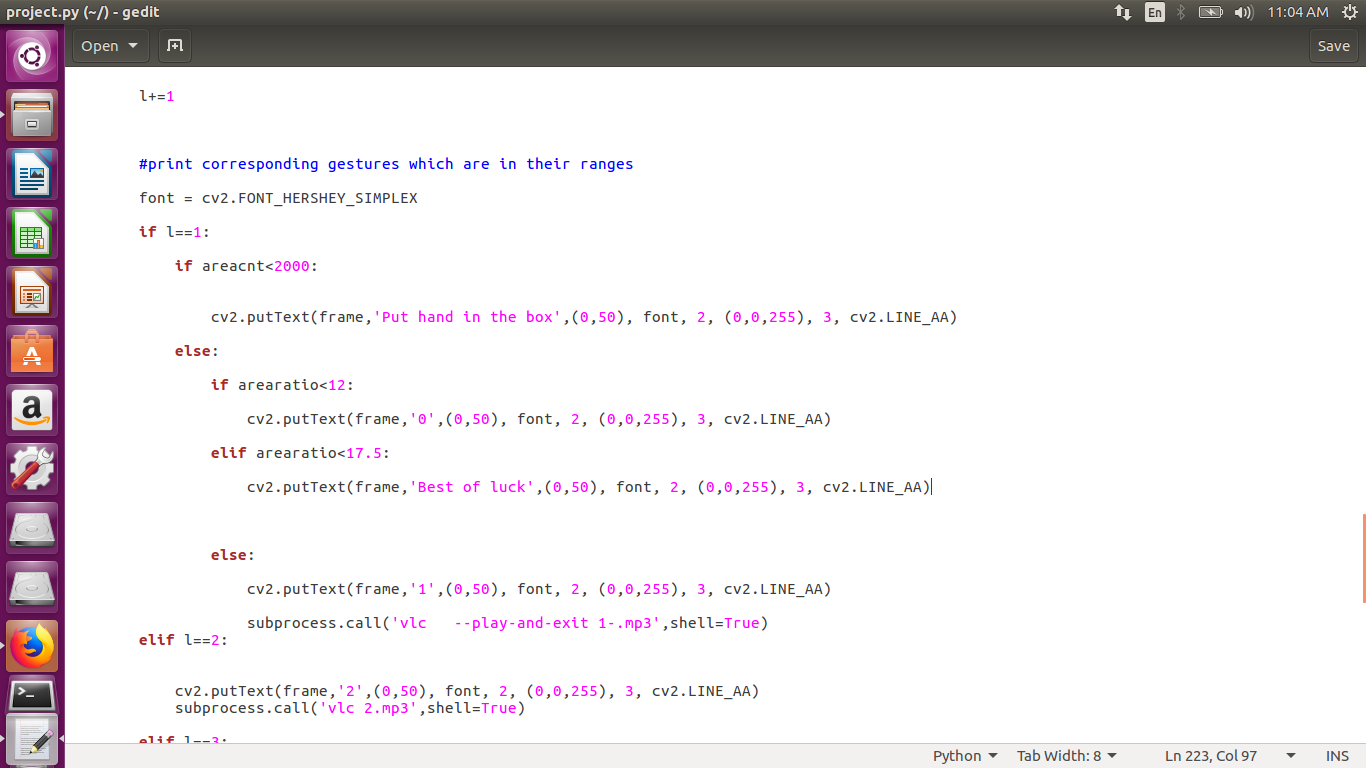 project.py (~/) - gedit
En
11:04 AM
Open
Save
l+=1
#print corresponding gestures which are in their ranges
font = cv2.FONT_HERSHEY_SIMPLEX
if l==1:
if areacnt<2000:
cv2.putText(frame,'Put hand in the box',(0,50), font, 2, (0,0,255), 3, cv2.LINE_AA)
else:
if arearatio<12:
cv2.putText(frame,'0',(0,50), font, 2, (0,0,255), 3, cv2.LINE_AA)
elif arearatio<17.5:
cv2.putText(frame,'Best of luck',(0,50), font, 2, (0,0,255), 3, cv2.LINE_AA)
else:
cv2.putText(frame,'1',(0,50), font, 2, (0,0,255), 3, cv2.LINE_AA)
subprocess.call('vlc   --play-and-exit 1-.mp3',shell=True)
elif l==2:
cv2.putText(frame,'2',(0,50), font, 2, (0,0,255), 3, cv2.LINE_AA)
subprocess.call('vlc 2.mp3',shell=True)
elif l==3:
Python
Tab Width: 8
Ln 223, Col 97
INS